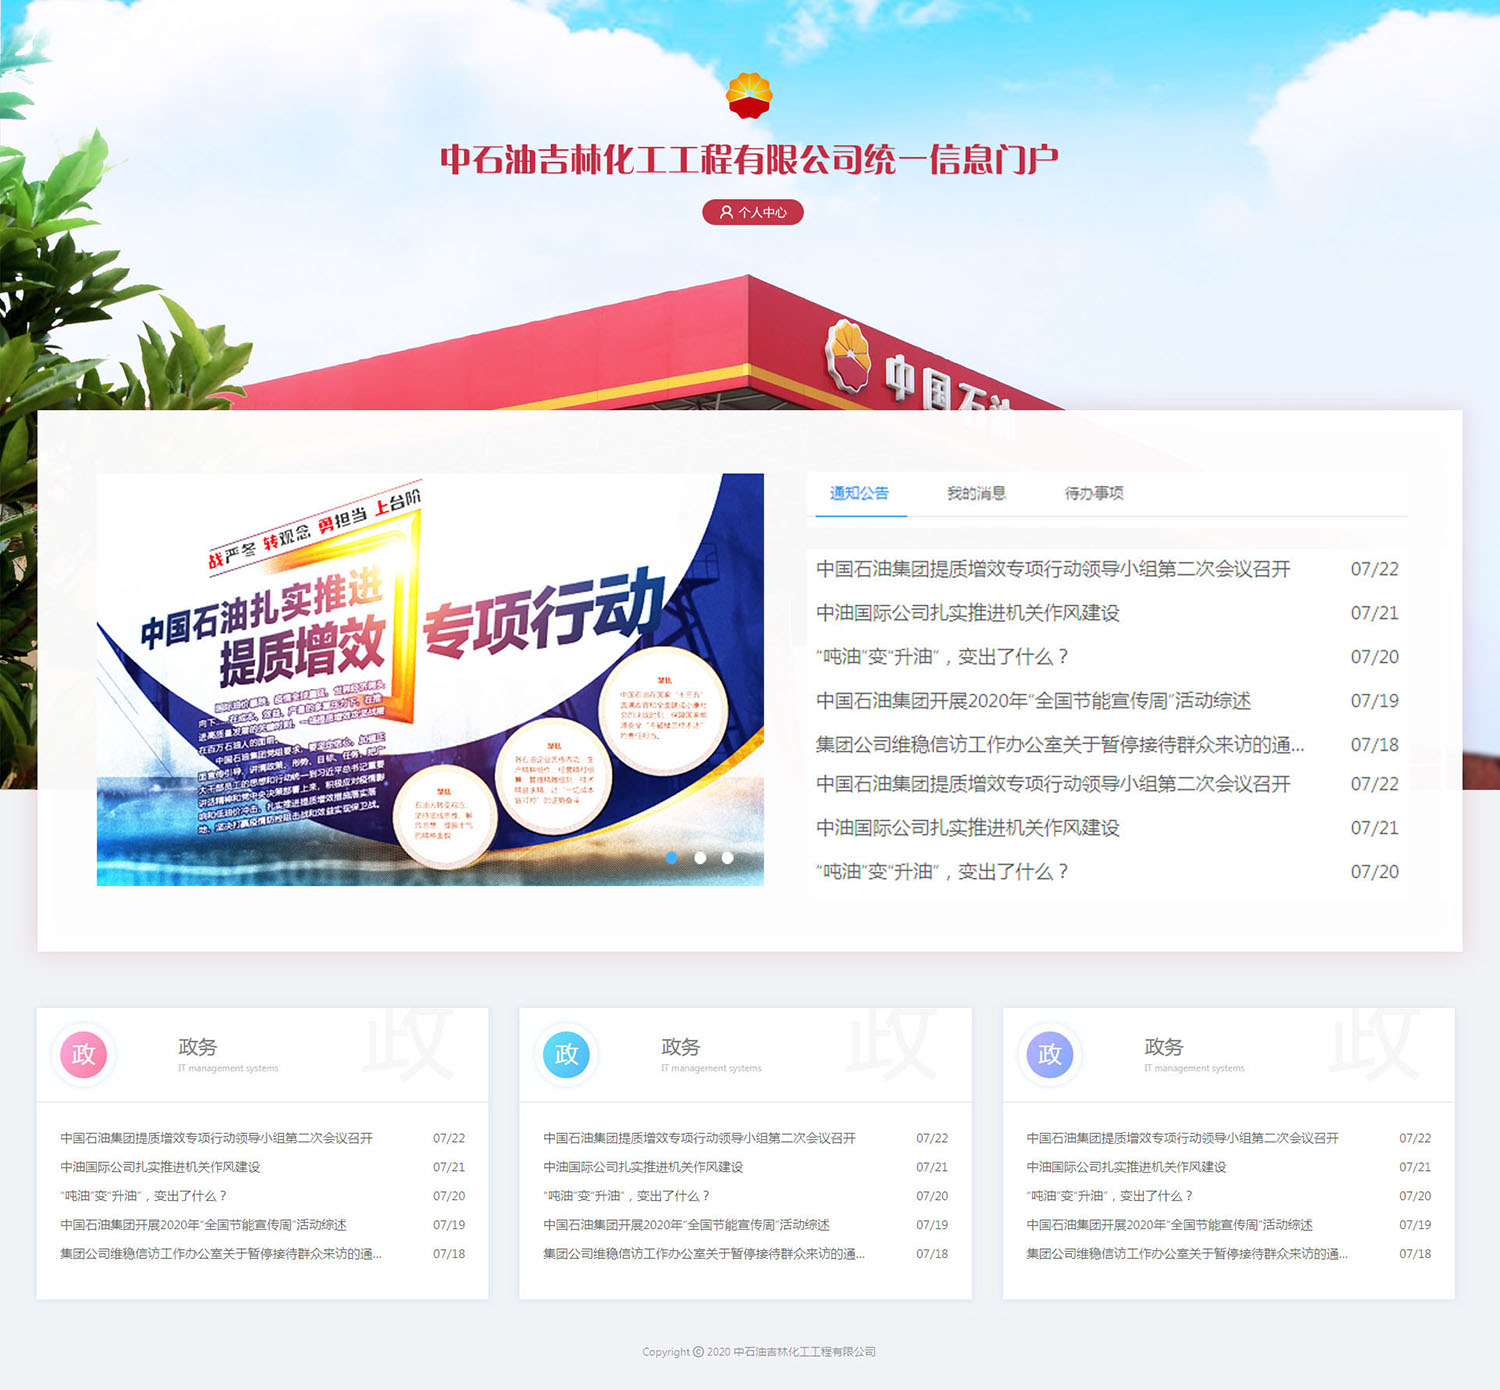 中石油吉林化工工程有限公司统一信息门户
个人中心
中国石油
战严冬 转观念 勇担当 上台阶
中国石油扎实推进
提质增效
专项行动
通知公告 我的消息 待办事项
中国石油集团提质增效专项行动领导小组第二次会议召开 07/22
中油国际公司扎实推进机关作风建设 07/21
“吨油”变“升油”，变出了什么？ 07/20
中国石油集团开展2020年“全国节能宣传周”活动综述 07/19
集团公司维稳信访工作办公室关于暂停接待群众来访的通... 07/18
中国石油集团提质增效专项行动领导小组第二次会议召开 07/22
中油国际公司扎实推进机关作风建设 07/21
“吨油”变“升油”，变出了什么？ 07/20
政
政务
政
IT management systems
中国石油集团提质增效专项行动领导小组第二次会议召开 07/22
中油国际公司扎实推进机关作风建设 07/21
“吨油”变“升油”，变出了什么？ 07/20
中国石油集团开展2020年“全国节能宣传周”活动综述 07/19
集团公司维稳信访工作办公室关于暂停接待群众来访的通... 07/18
政
政务
政
IT management systems
中国石油集团提质增效专项行动领导小组第二次会议召开 07/22
中油国际公司扎实推进机关作风建设 07/21
“吨油”变“升油”，变出了什么？ 07/20
中国石油集团开展2020年“全国节能宣传周”活动综述 07/19
集团公司维稳信访工作办公室关于暂停接待群众来访的通... 07/18
政
政务
政
IT management systems
中国石油集团提质增效专项行动领导小组第二次会议召开 07/22
中油国际公司扎实推进机关作风建设 07/21
“吨油”变“升油”，变出了什么？ 07/20
中国石油集团开展2020年“全国节能宣传周”活动综述 07/19
集团公司维稳信访工作办公室关于暂停接待群众来访的通... 07/18
Copyright © 2020 中石油吉林化工工程有限公司